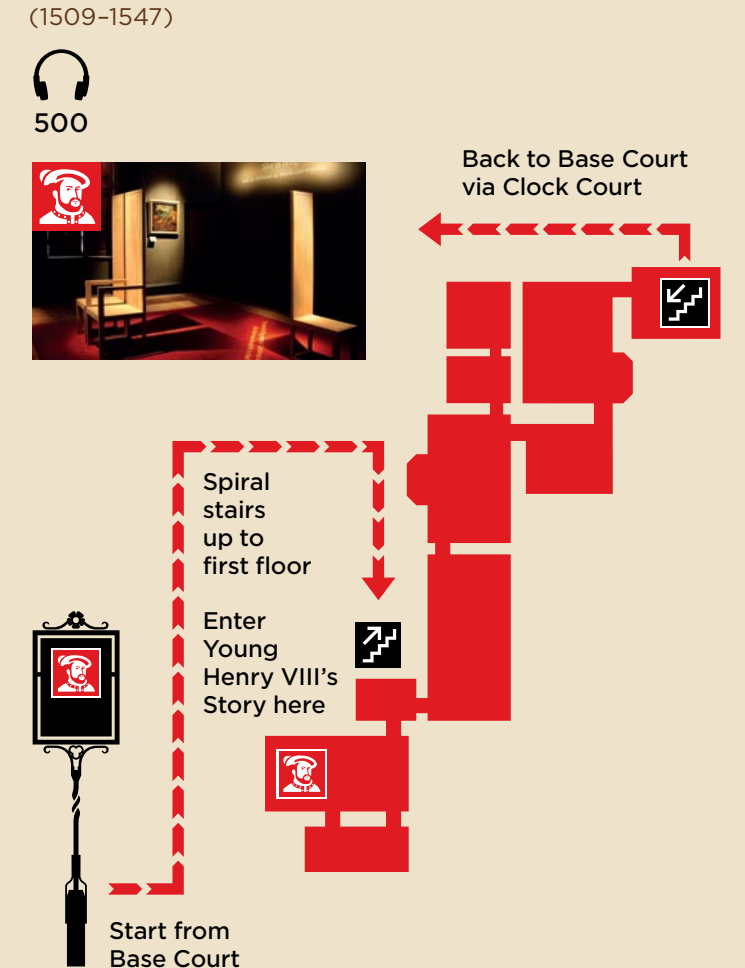 (1509–1547)
500
Back to Base Court
via Clock Court
Spiral
stairs
up to
first floor
Enter
Young
Henry VIII's
Story here
Start from
Base Court